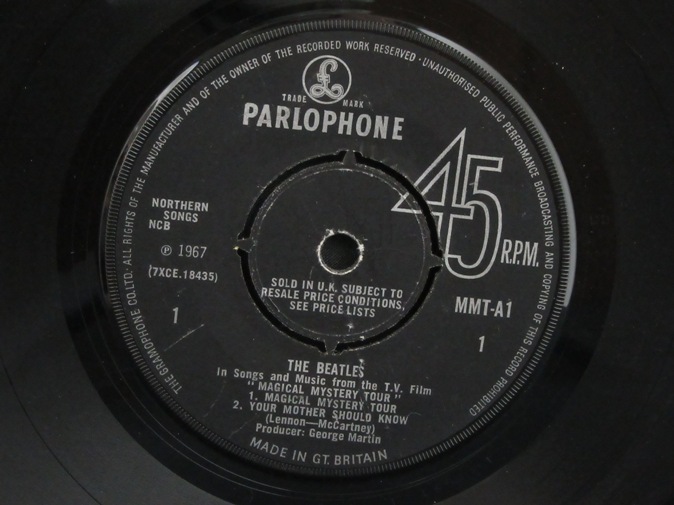 THE GRAMOPHONE CO. LTD. · ALL RIGHTS OF THE MANUFACTURER AND OF THE OWNER OF THE RECORDED WORK RESERVED · UNAUTHORISED PUBLIC PERFORMANCE BROADCASTING AND COPYING OF THIS RECORD PROHIBITED
£
TRADE MARK
PARLOPHONE
45
R.P.M.
NORTHERN
SONGS
NCB
℗ 1967
(7XCE.18435)
1
SOLD IN U.K. SUBJECT TO
RESALE PRICE CONDITIONS,
SEE PRICE LISTS
MMT-A1
1
THE BEATLES
In Songs and Music from the T.V. Film
"MAGICAL MYSTERY TOUR"
1. MAGICAL MYSTERY TOUR
2. YOUR MOTHER SHOULD KNOW
(Lennon—McCartney)
Producer: George Martin
MADE IN GT. BRITAIN